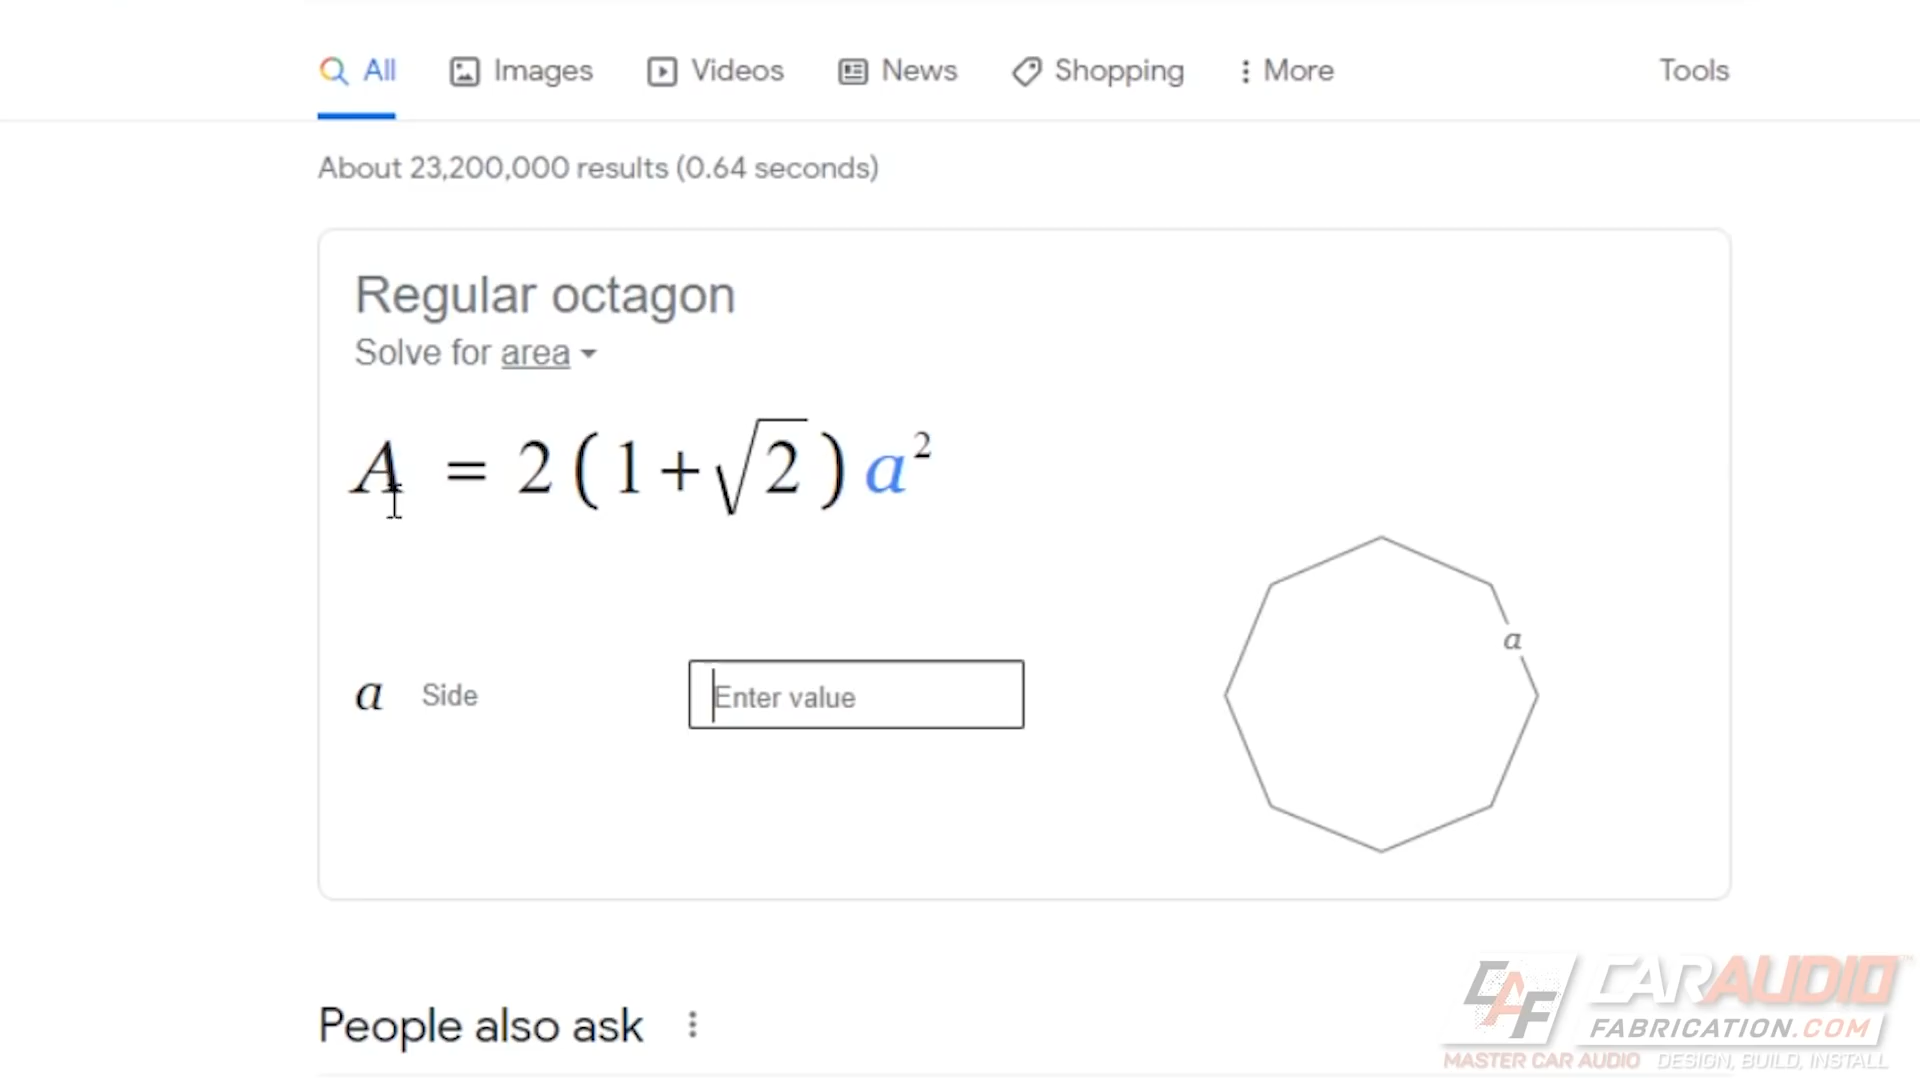 All Images Videos News Shopping More Tools
About 23,200,000 results (0.64 seconds)
Regular octagon
Solve for area
A = 2(1+√2)a²
a
a Side Enter value
People also ask
CAF CARAUDIO
FABRICATION.COM
MASTER CAR AUDIO DESIGN, BUILD, INSTALL